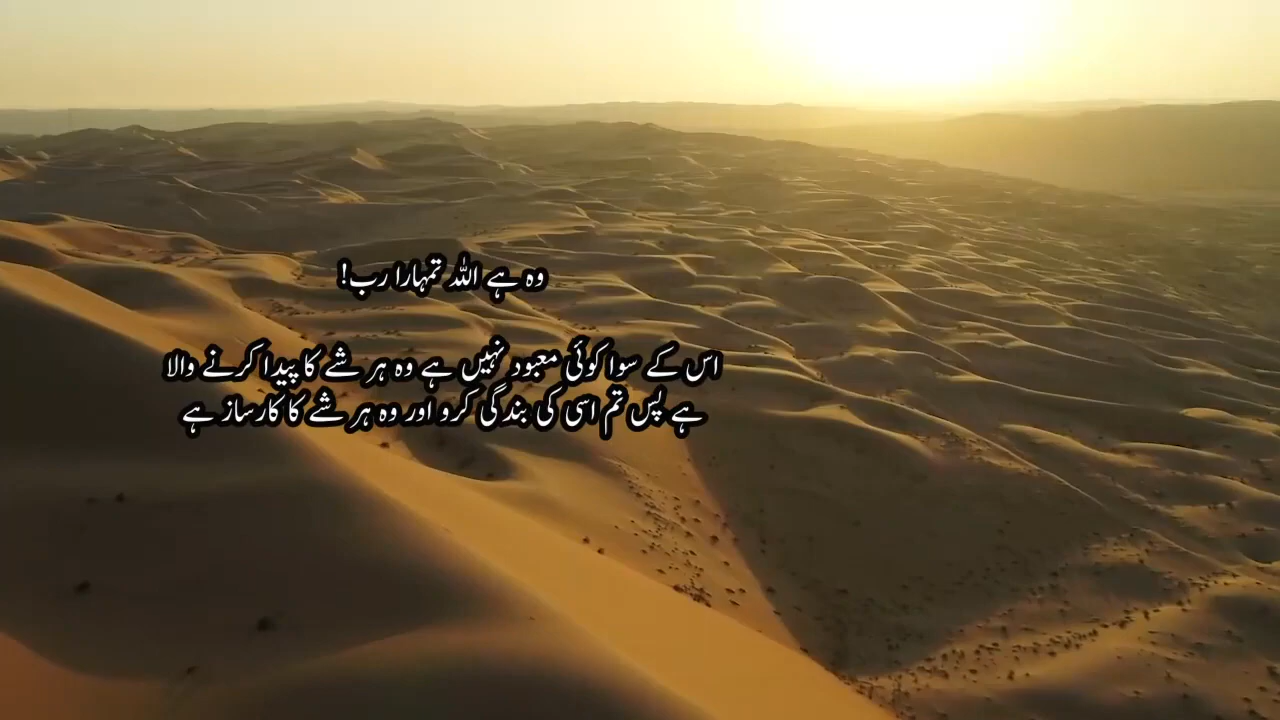 وہ ہے اللہ تمہارا رب!
اس کے سوا کوئی معبود نہیں ہے وہ ہر شے کا پیدا کرنے والا
ہے پس تم اسی کی بندگی کرو اور وہ ہر شے کا کارساز ہے